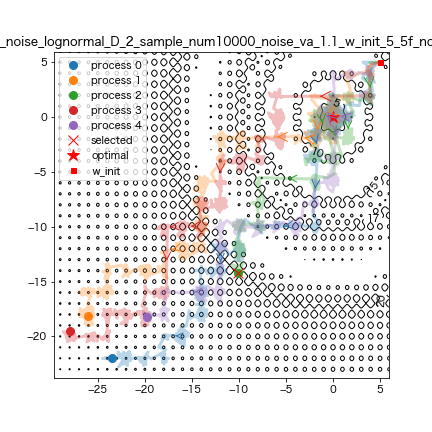 _noise_lognormal_D_2_sample_num10000_noise_va_1.1_w_init_5_5f_no
process 0
process 1
process 2
process 3
process 4
selected
optimal
w_init
5
0
−5
−10
−15
−20
−25
−20
−15
−10
−5
0
5